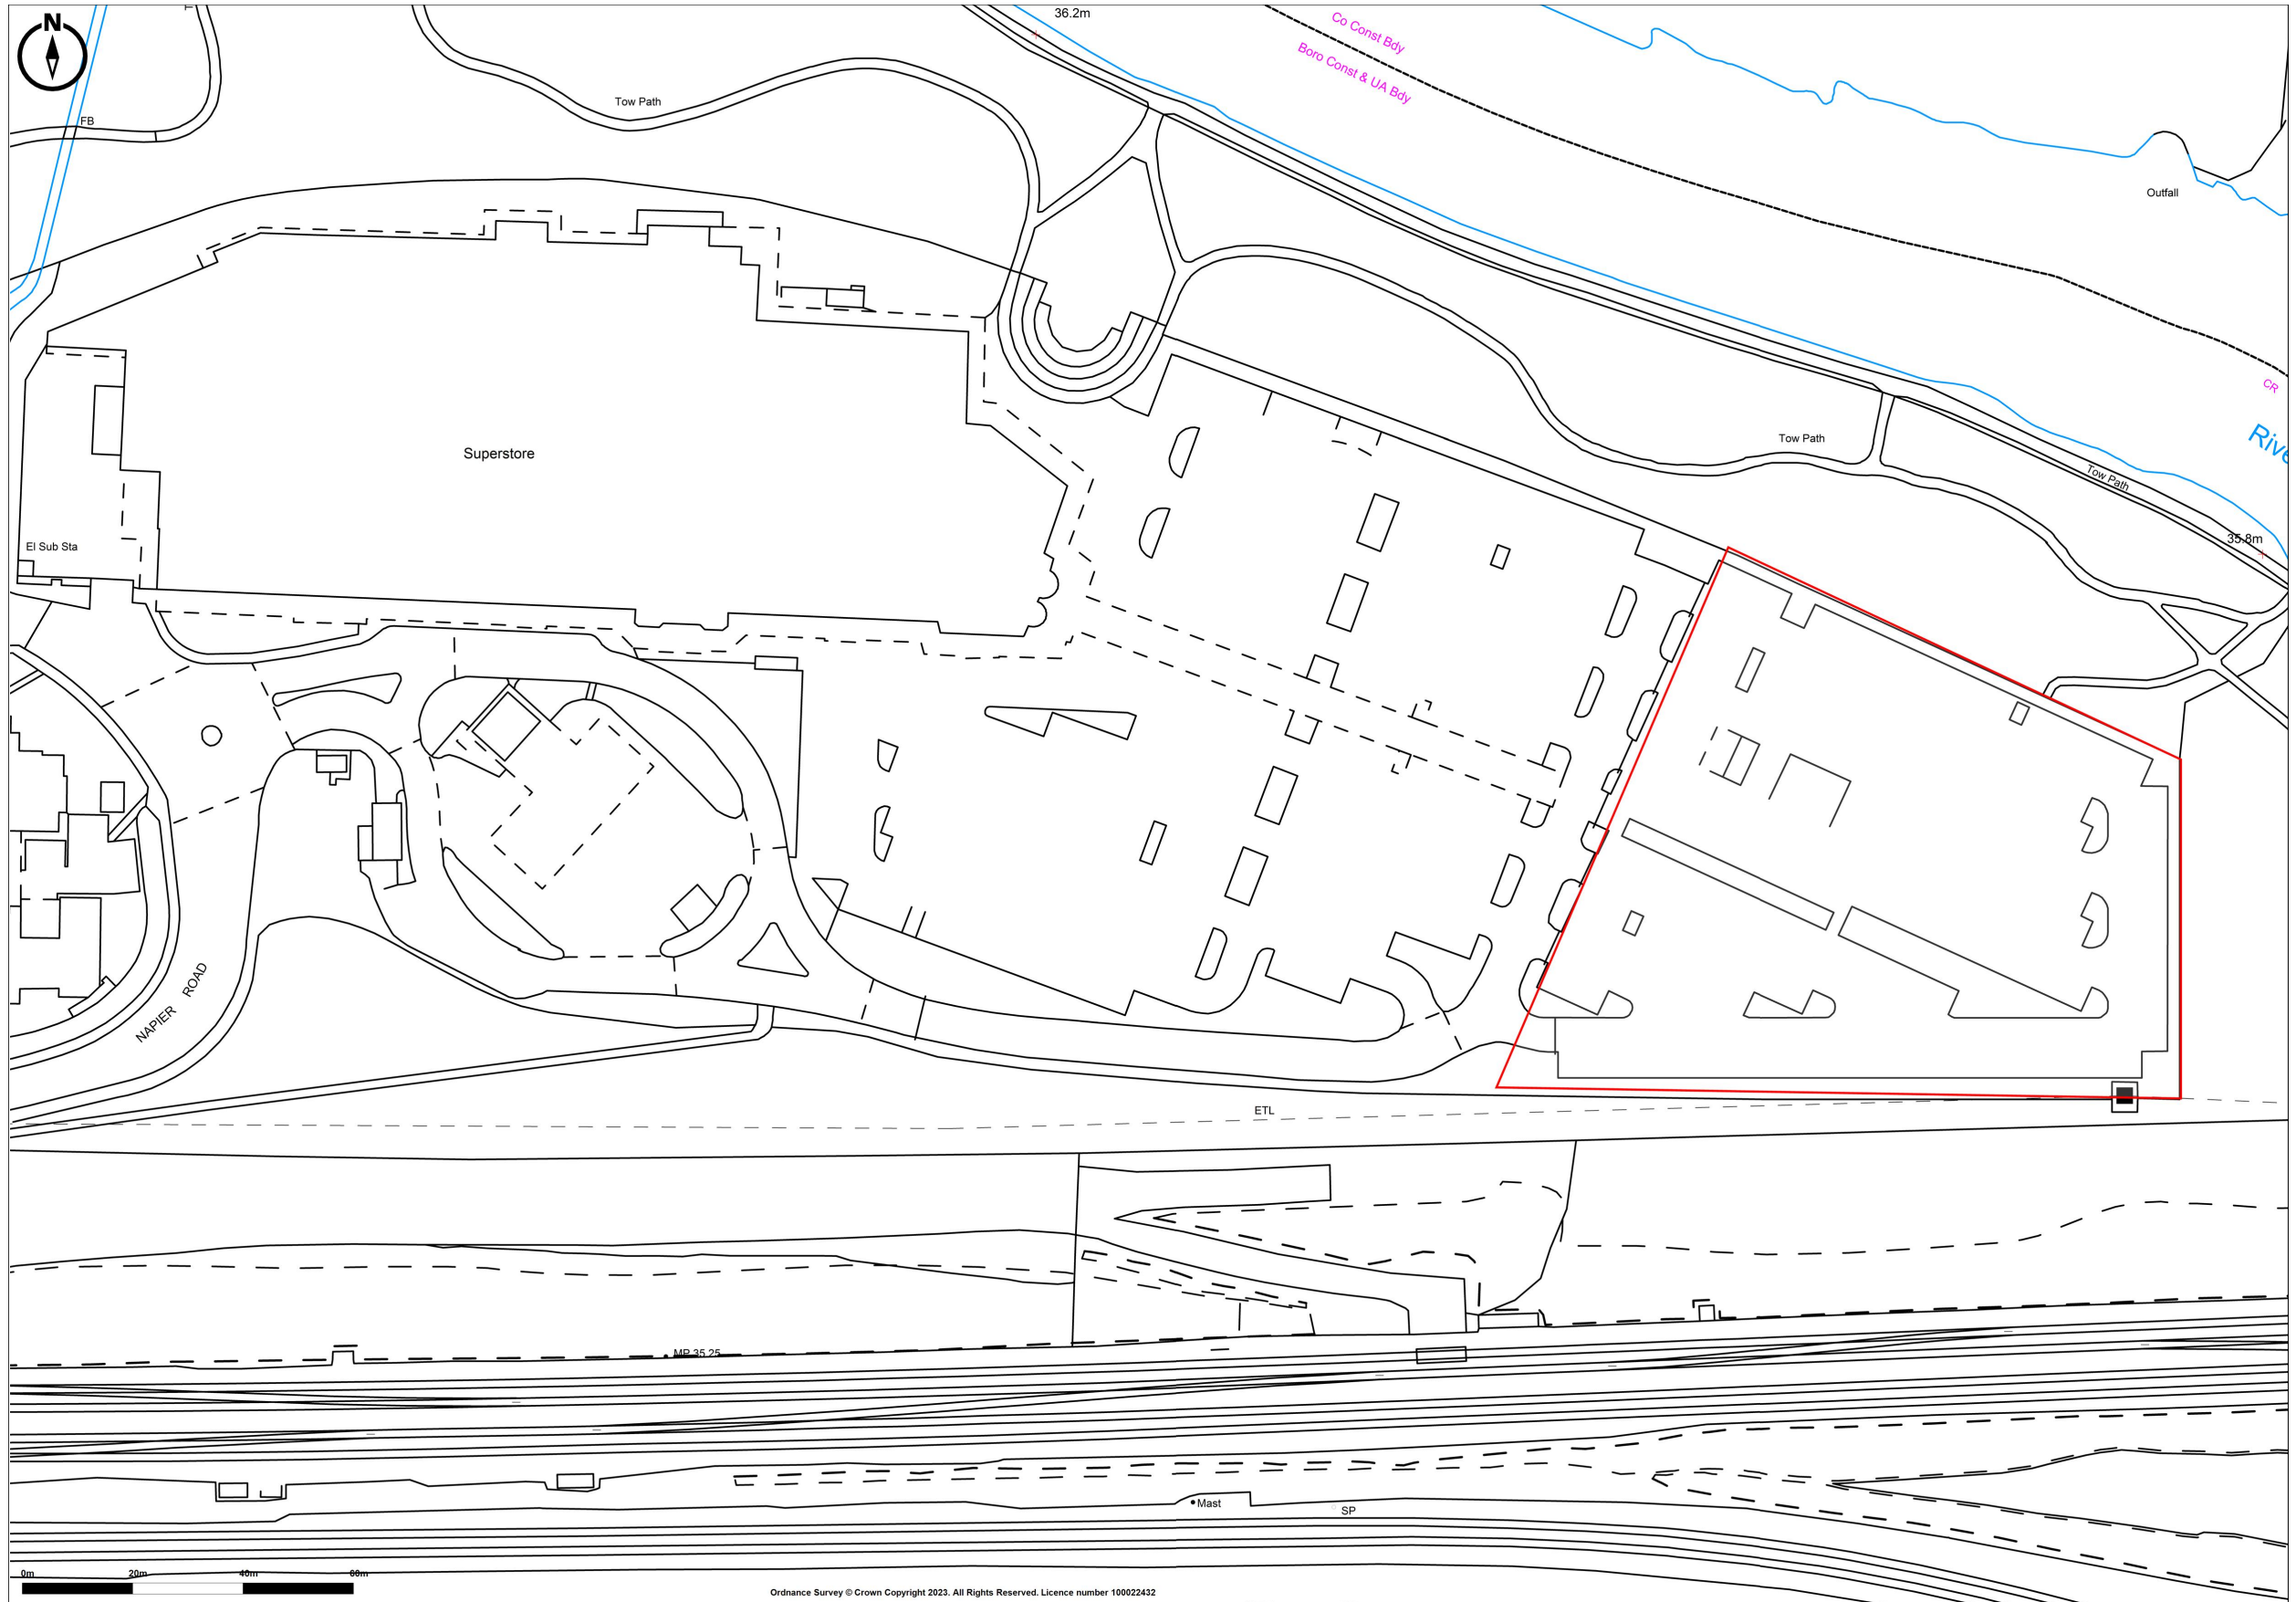 N
36.2m
Co Const Bdy
Boro Const & UA Bdy
Tow Path
FB
Outfall
CR
Tow Path
Superstore
Tow Path
35.8m
El Sub Sta
NAPIER ROAD
ETL
MP 35.25
Mast
SP
0m 20m 40m 60m
Ordnance Survey © Crown Copyright 2023. All Rights Reserved. Licence number 100022432